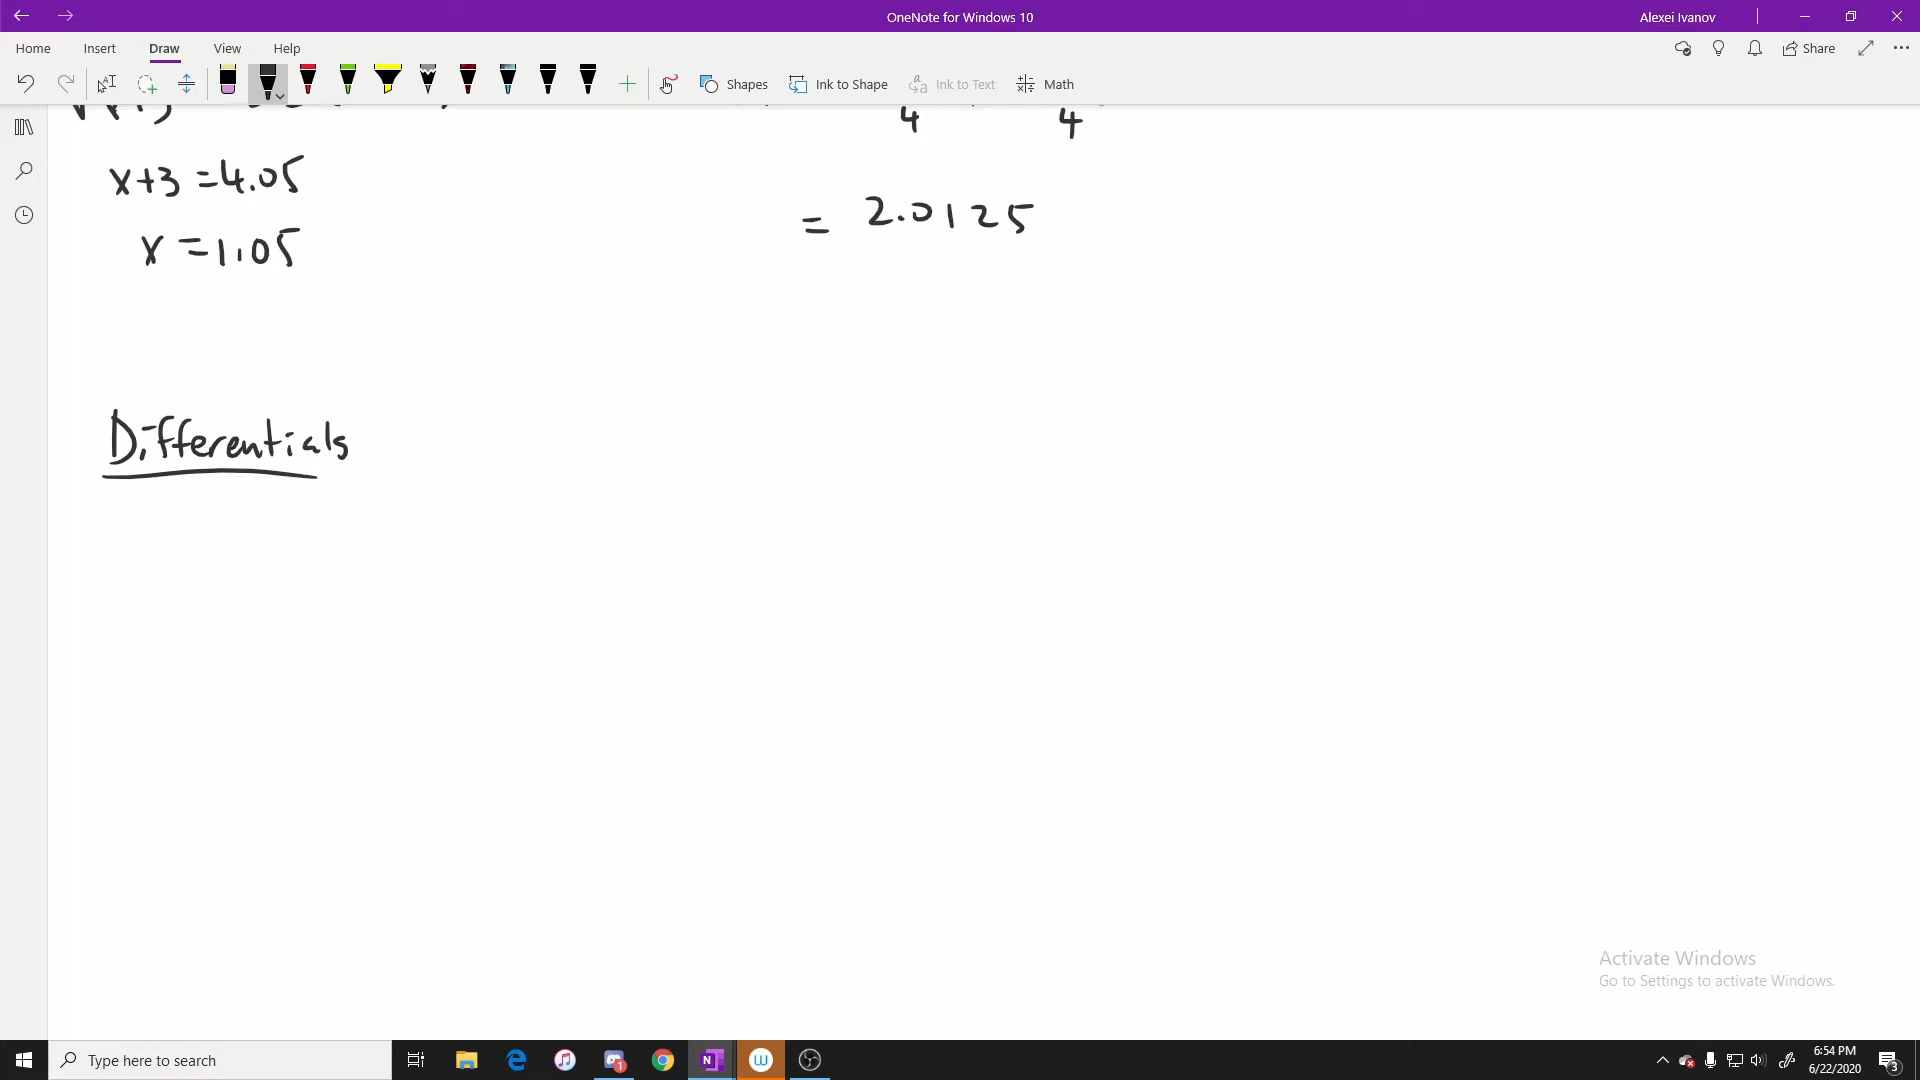 OneNote for Windows 10
Alexei Ivanov
Home Insert Draw View Help
Share
Shapes Ink to Shape Ink to Text Math
4 4
x+3 =4.05
= 2.0125
x =1.05
Differentials
Activate Windows
Go to Settings to activate Windows.
Type here to search
6:54 PM
6/22/2020